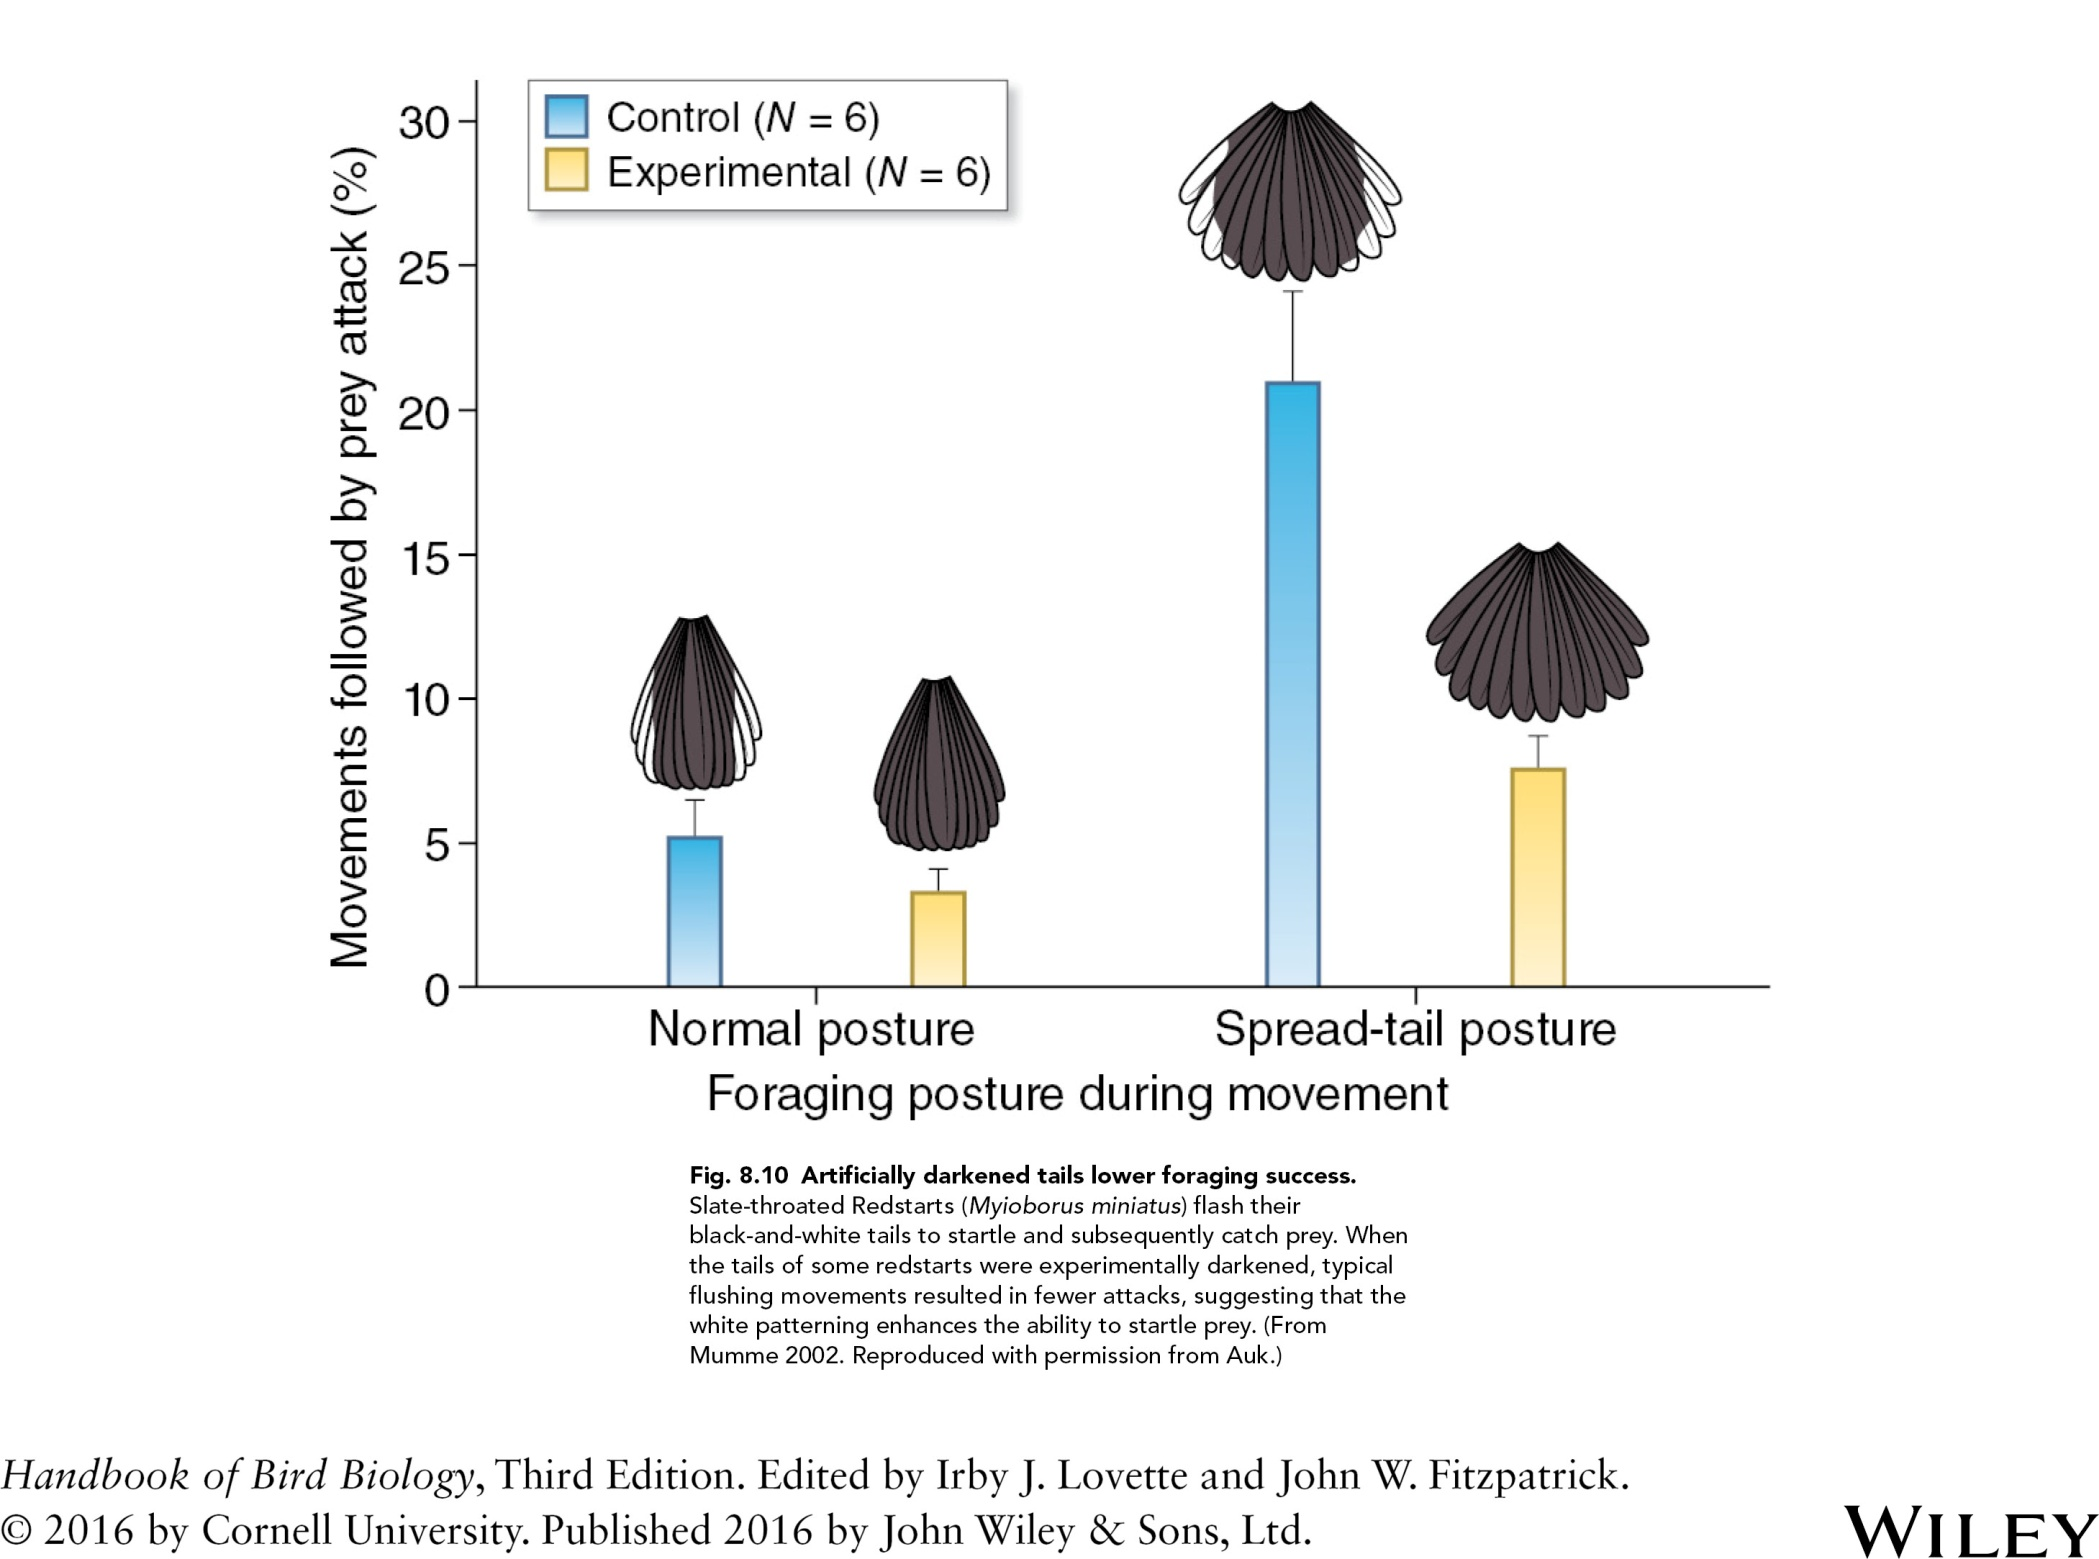 Control (N = 6)
Experimental (N = 6)
Movements followed by prey attack (%)
30
25
20
15
10
5
0
Normal posture
Spread-tail posture
Foraging posture during movement
Fig. 8.10 Artificially darkened tails lower foraging success.
Slate-throated Redstarts (Myioborus miniatus) flash their
black-and-white tails to startle and subsequently catch prey. When
the tails of some redstarts were experimentally darkened, typical
flushing movements resulted in fewer attacks, suggesting that the
white patterning enhances the ability to startle prey. (From
Mumme 2002. Reproduced with permission from Auk.)
Handbook of Bird Biology, Third Edition. Edited by Irby J. Lovette and John W. Fitzpatrick.
© 2016 by Cornell University. Published 2016 by John Wiley & Sons, Ltd.
WILEY